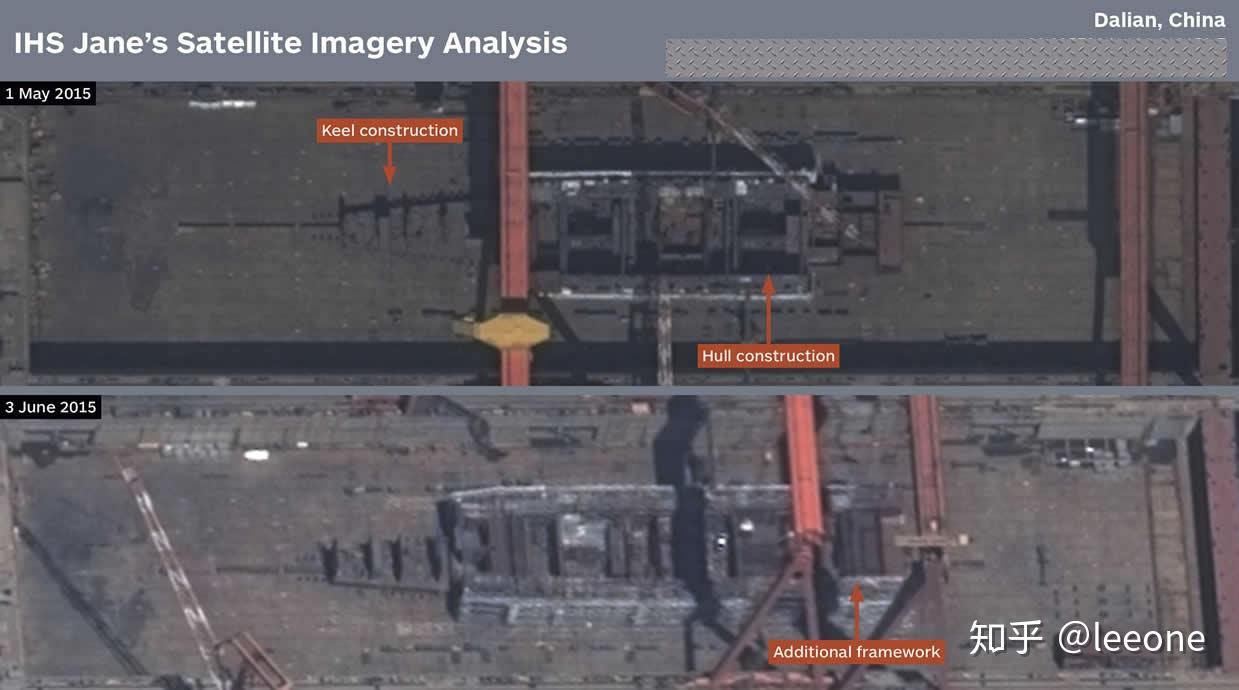 IHS Jane’s Satellite Imagery Analysis
Dalian, China
1 May 2015
Keel construction
Hull construction
3 June 2015
Additional framework
知乎 @leeone